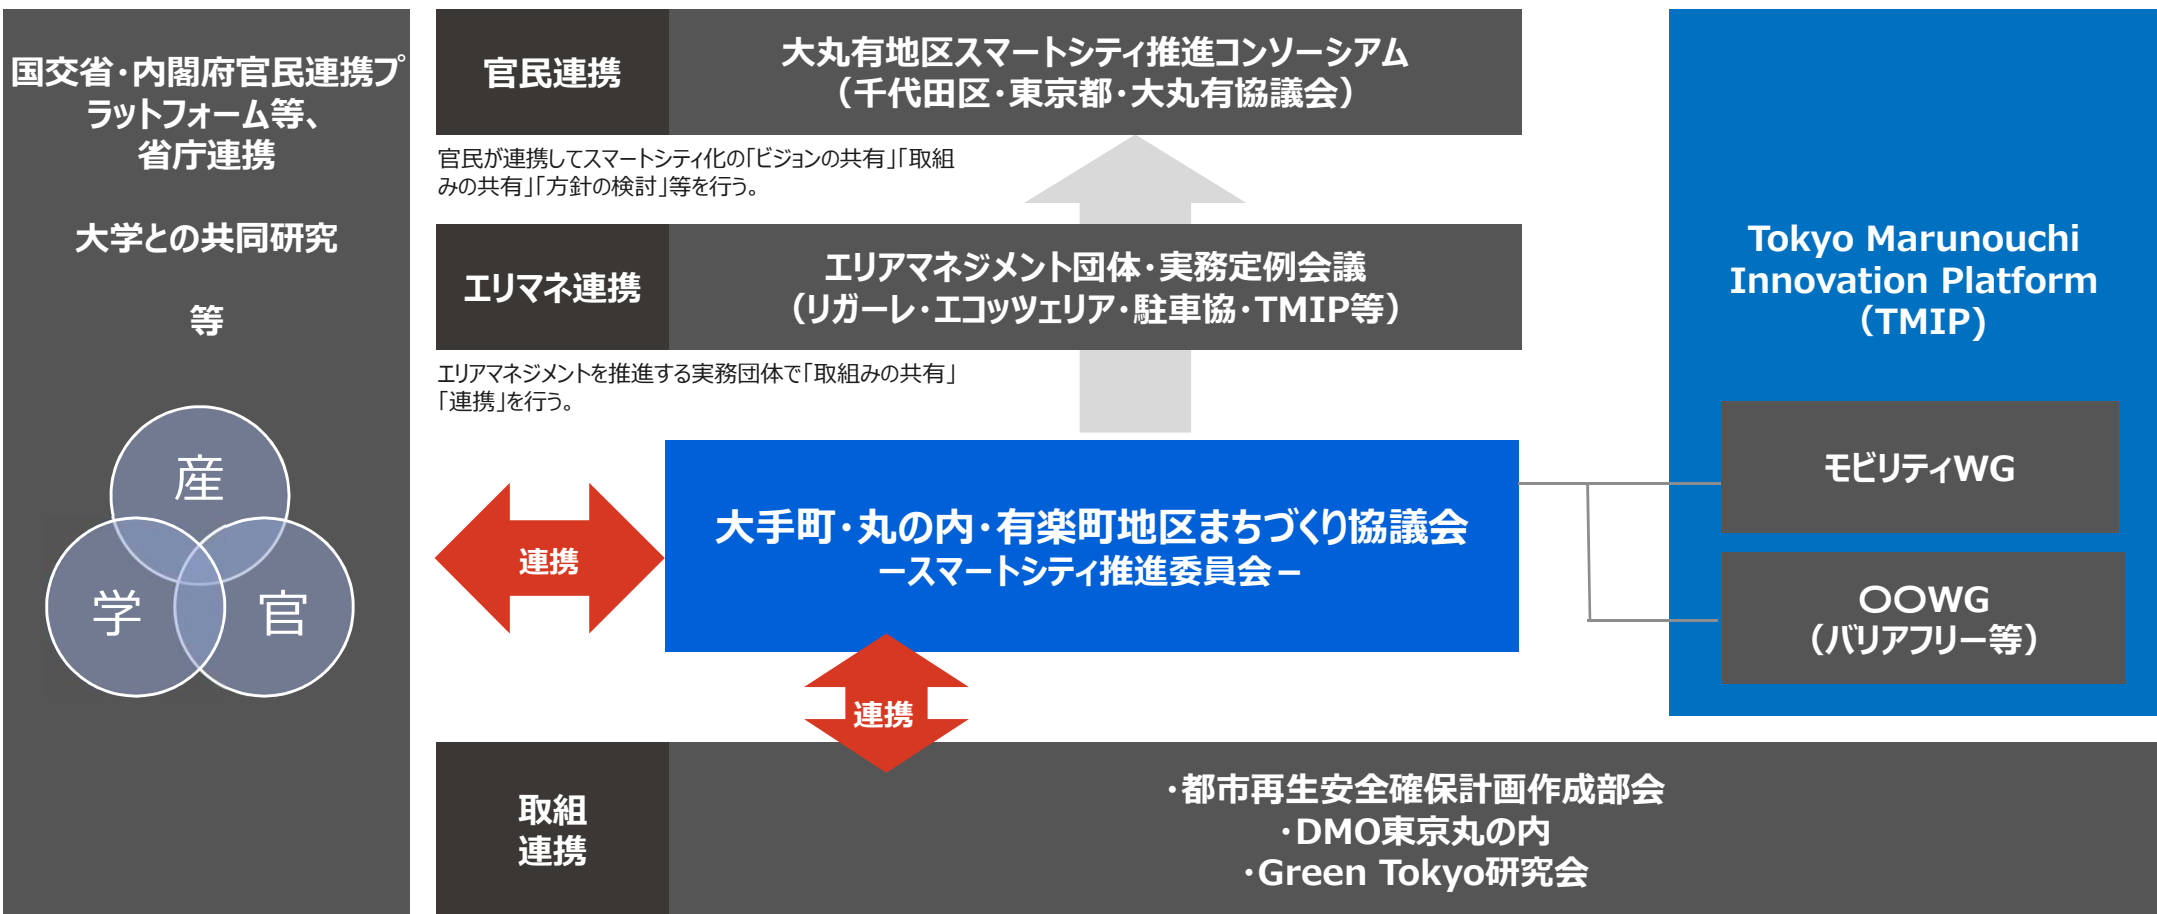 国交省・内閣府官民連携プ
ラットフォーム等、
省庁連携
大学との共同研究
等
産
学
官
官民連携
大丸有地区スマートシティ推進コンソーシアム
（千代田区・東京都・大丸有協議会）
官民が連携してスマートシティ化の「ビジョンの共有」「取組
みの共有」「方針の検討」等を行う。
エリマネ連携
エリアマネジメント団体・実務定例会議
（リガーレ・エコッツェリア・駐車協・TMIP等）
エリアマネジメントを推進する実務団体で「取組みの共有」
「連携」を行う。
連携
大手町・丸の内・有楽町地区まちづくり協議会
－スマートシティ推進委員会－
連携
Tokyo Marunouchi
Innovation Platform
（TMIP)
モビリティWG
〇〇WG
（バリアフリー等）
取組
連携
・都市再生安全確保計画作成部会
・DMO東京丸の内
・Green Tokyo研究会